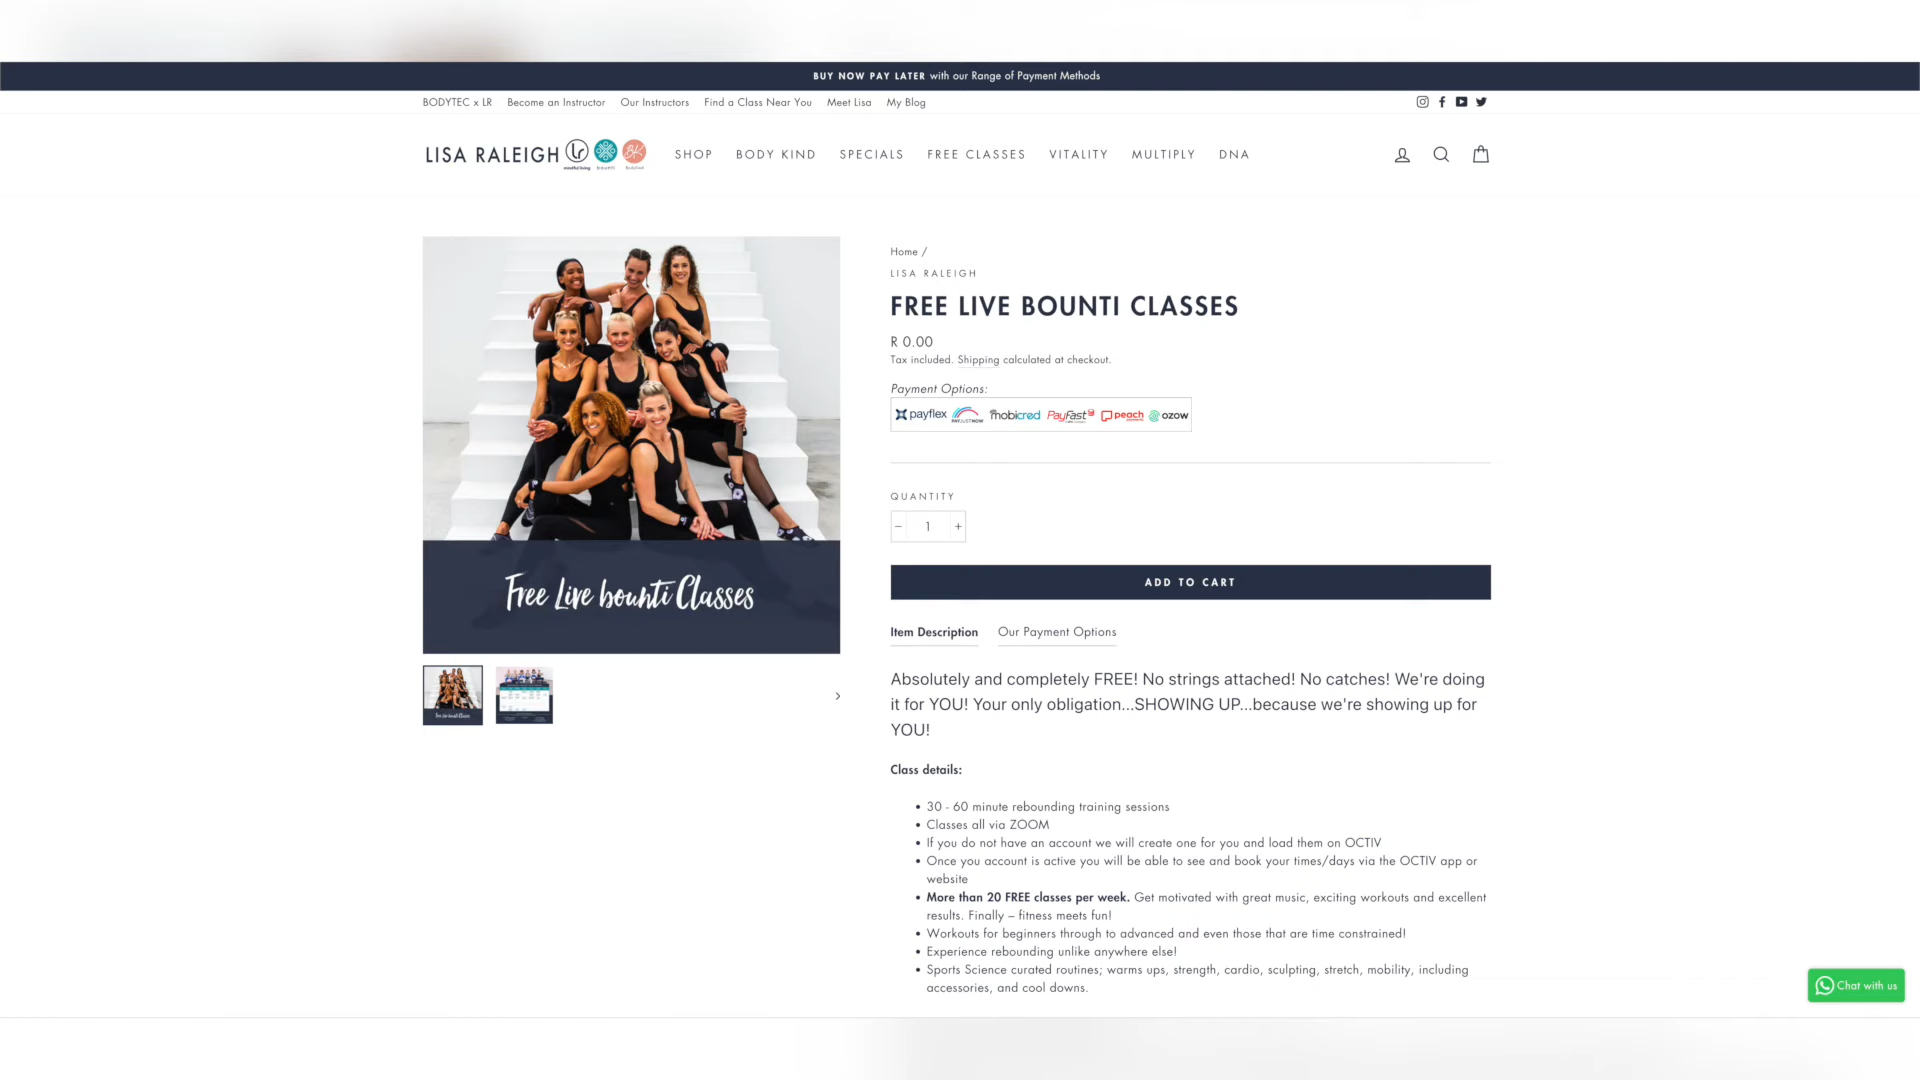 BUY NOW PAY LATER with our Range of Payment Methods
BODYTEC x LR Become an Instructor Our Instructors Find a Class Near You Meet Lisa My Blog
LISA RALEIGH
SHOP BODY KIND SPECIALS FREE CLASSES VITALITY MULTIPLY DNA
Home /
LISA RALEIGH
FREE LIVE BOUNTI CLASSES
R 0.00
Tax included. Shipping calculated at checkout.
Payment Options:
payflex PAYJUSTNOW mobicred PayFast peach ozow
QUANTITY
− 1 +
ADD TO CART
Free Live bounti Classes
Item Description Our Payment Options
Absolutely and completely FREE! No strings attached! No catches! We're doing
it for YOU! Your only obligation...SHOWING UP...because we're showing up for
YOU!
Class details:
• 30 - 60 minute rebounding training sessions
• Classes all via ZOOM
• If you do not have an account we will create one for you and load them on OCTIV
• Once you account is active you will be able to see and book your times/days via the OCTIV app or
website
• More than 20 FREE classes per week. Get motivated with great music, exciting workouts and excellent
results. Finally – fitness meets fun!
• Workouts for beginners through to advanced and even those that are time constrained!
• Experience rebounding unlike anywhere else!
• Sports Science curated routines; warms ups, strength, cardio, sculpting, stretch, mobility, including
accessories, and cool downs.
Chat with us